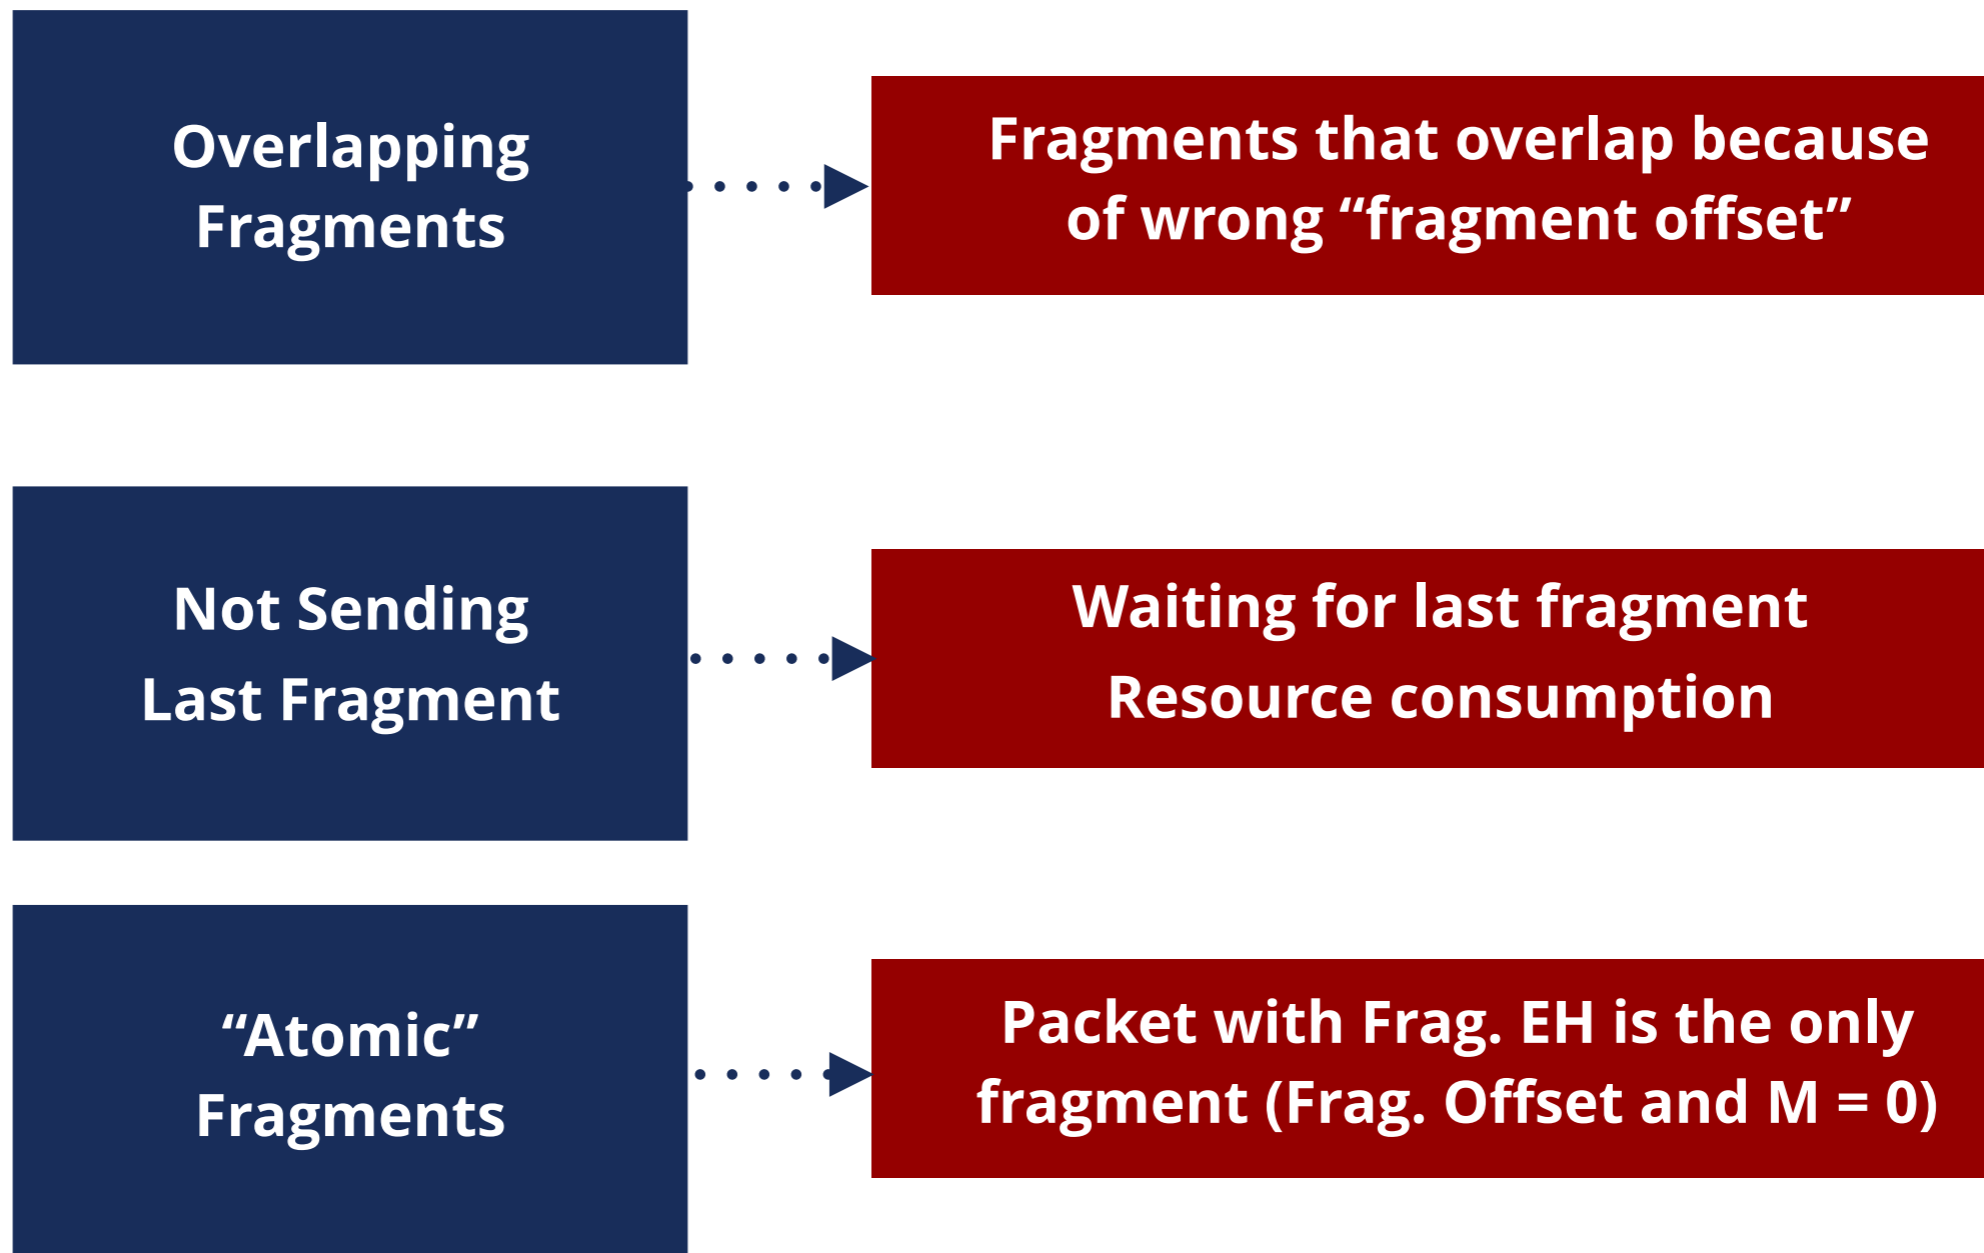 Overlapping
Fragments
Fragments that overlap because
of wrong “fragment offset”
Not Sending
Last Fragment
Waiting for last fragment
Resource consumption
“Atomic”
Fragments
Packet with Frag. EH is the only
fragment (Frag. Offset and M = 0)